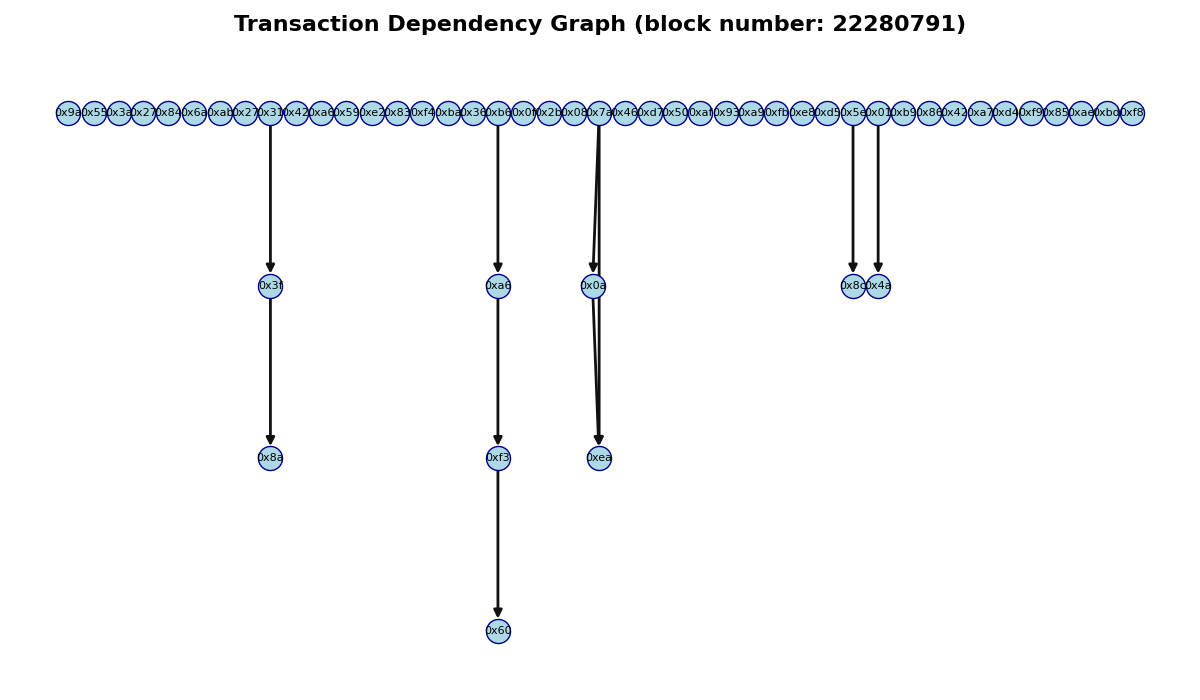 Transaction Dependency Graph (block number: 22280791)
0x9a 0x55 0x3a 0x27 0x84 0x6a 0xab 0x27 0x31 0x42 0xa6 0x59 0xe2 0x83 0xf4 0xba 0x36 0xb6 0x0f 0x2b 0x08 0x7a 0x46 0xd7 0x50 0xaf 0x93 0xa9 0xfb 0xe8 0xd5 0x5e 0x01 0xb9 0x86 0x42 0xa7 0xd4 0xf9 0x85 0xae 0xbd 0xf8
0x3f 0xa6 0x0a 0x8c 0x4a
0x8a 0xf3 0xea
0x60